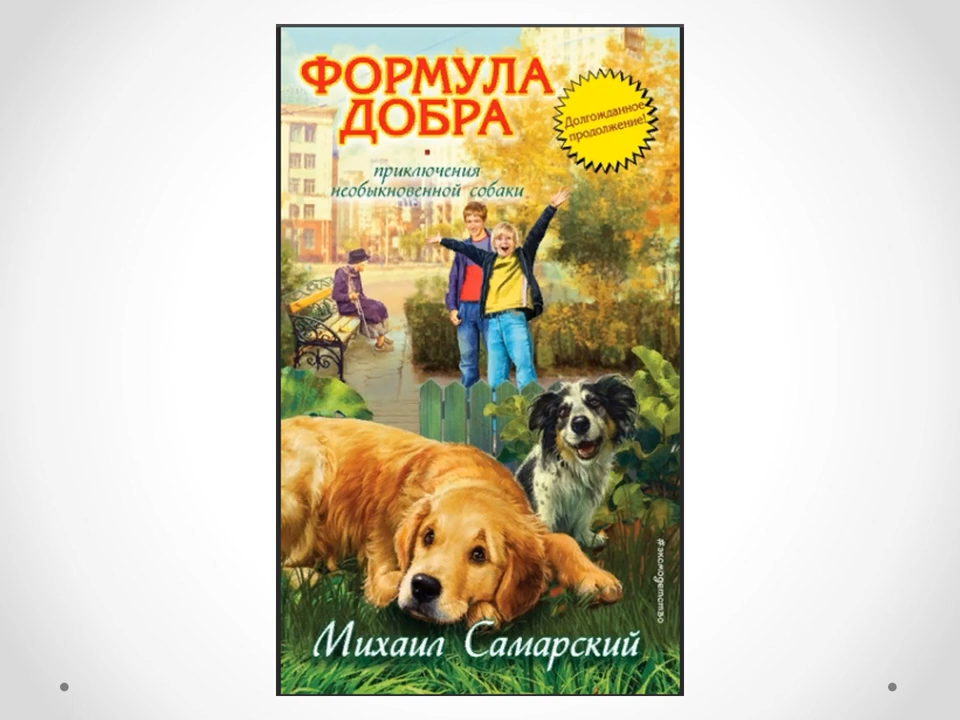 ФОРМУЛА
ДОБРА
Долгожданное
продолжение!
приключения
необыкновенной собаки
#эксмодетство
Михаил Самарский